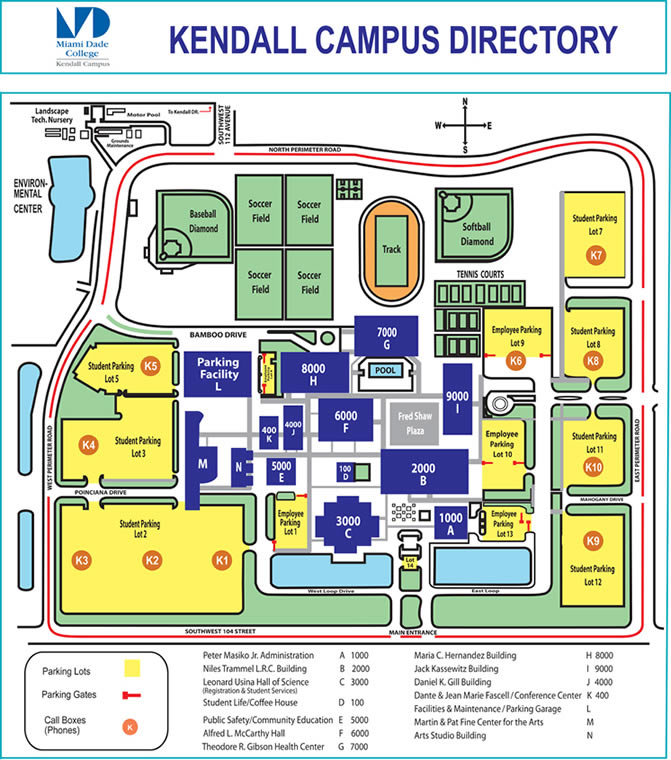 MDC
Miami Dade
College
Kendall Campus
KENDALL CAMPUS DIRECTORY
Landscape
Tech. Nursery
Motor Pool
To Kendall DR.
Grounds
Maintenance
SOUTHWEST
112 AVENUE
N
W
E
S
NORTH PERIMETER ROAD
ENVIRON-
MENTAL
CENTER
Baseball
Diamond
Soccer
Field
Soccer
Field
Soccer
Field
Soccer
Field
Track
Softball
Diamond
TENNIS COURTS
Student Parking
Lot 7
K7
BAMBOO DRIVE
7000
G
Employee Parking
Lot 9
K6
Student Parking
Lot 8
K8
Student Parking
Lot 5
K5
Parking
Facility
L
8000
H
POOL
9000
I
K4
Student Parking
Lot 3
400
K
4000
J
6000
F
Fred Shaw
Plaza
Employee
Parking
Lot 10
Student Parking
Lot 11
K10
WEST PERIMETER ROAD
EAST PERIMETER ROAD
M
N
5000
E
100
D
2000
B
POINCIANA DRIVE
MAHOGANY DRIVE
Student Parking
Lot 2
K3
K2
K1
Employee
Parking
Lot 1
3000
C
1000
A
Employee
Parking
Lot 13
K9
Student Parking
Lot 12
Lot
14
West Loop Drive
East Loop
SOUTHWEST 104 STREET
MAIN ENTRANCE
Parking Lots
Parking Gates
Call Boxes
(Phones)
K
Peter Masiko Jr. Administration A 1000
Niles Trammel L.R.C. Building B 2000
Leonard Usina Hall of Science C 3000
(Registration & Student Services)
Student Life/Coffee House D 100
Public Safety/Community Education E 5000
Alfred L. McCarthy Hall F 6000
Theodore R. Gibson Health Center G 7000
Maria C. Hernandez Building H 8000
Jack Kassewitz Building I 9000
Daniel K. Gill Building J 4000
Dante & Jean Marie Fascell / Conference Center K 400
Facilities & Maintenance / Parking Garage L
Martin & Pat Fine Center for the Arts M
Arts Studio Building N